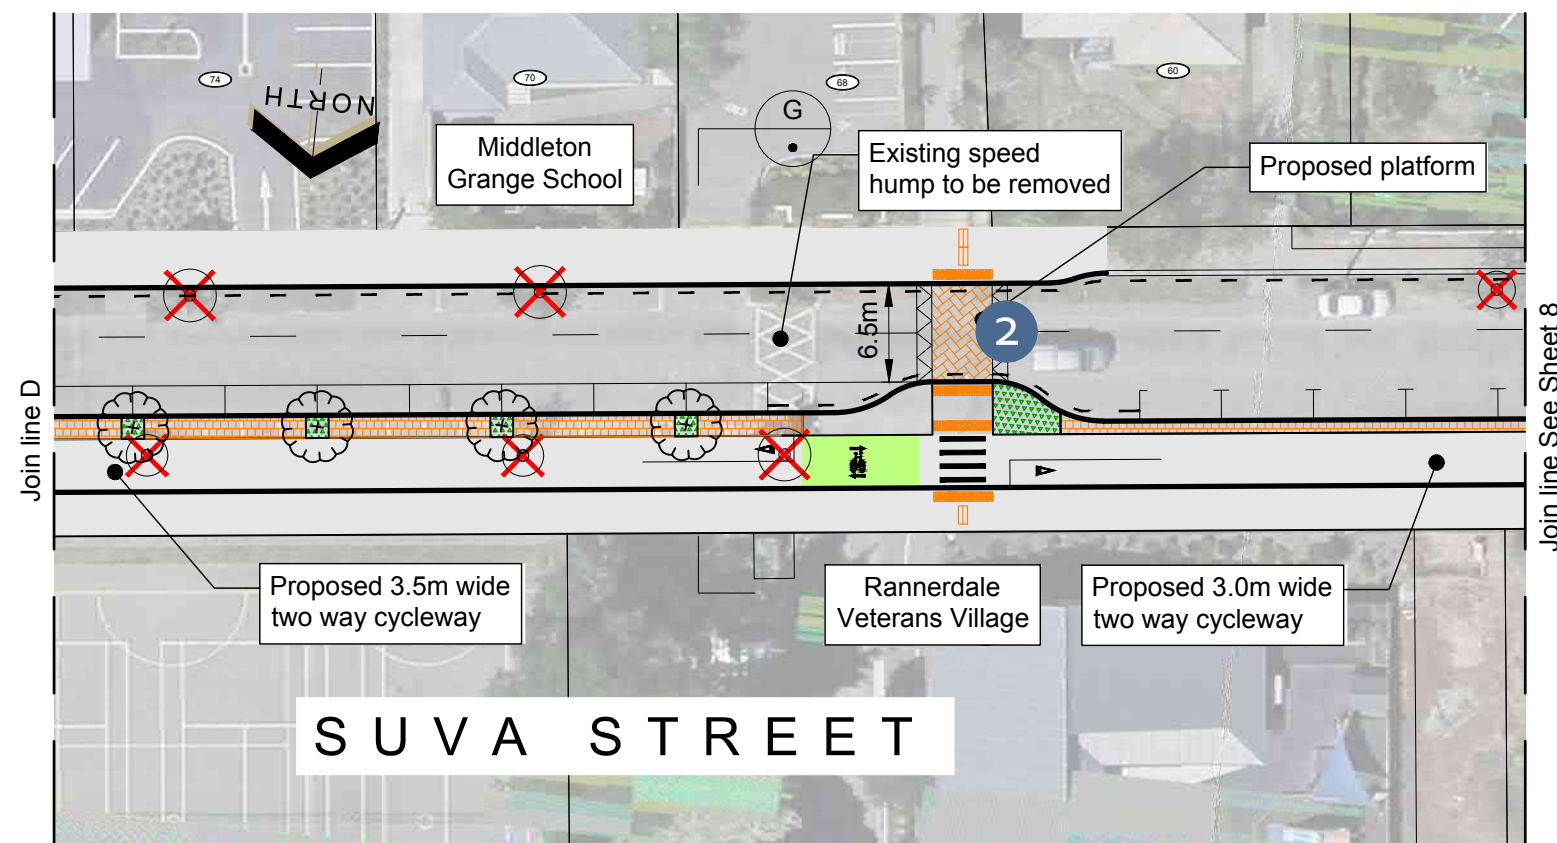 74
70
68
60
NORTH
G
Middleton
Grange School
Existing speed
hump to be removed
Proposed platform
6.5m
2
Join line D
Join line See Sheet 8
Proposed 3.5m wide
two way cycleway
Rannerdale
Veterans Village
Proposed 3.0m wide
two way cycleway
SUVA STREET